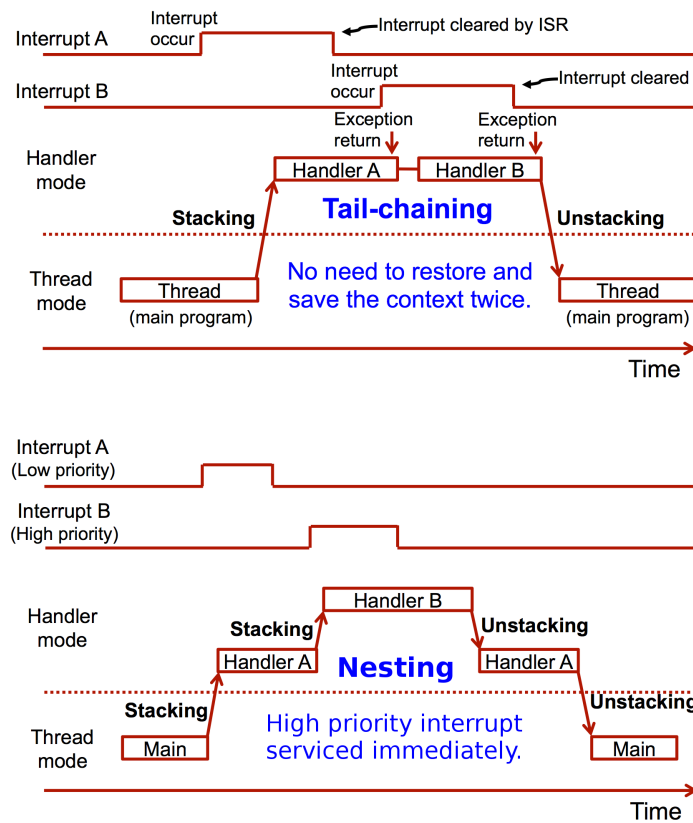 Interrupt A
Interrupt
occur
Interrupt cleared by ISR
Interrupt B
Interrupt
occur
Interrupt cleared
Exception
return
Exception
return
Handler
mode
Handler A
Handler B
Stacking
Tail-chaining
Unstacking
Thread
mode
Thread
(main program)
No need to restore and
save the context twice.
Thread
(main program)
Time
Interrupt A
(Low priority)
Interrupt B
(High priority)
Handler
mode
Handler B
Stacking
Unstacking
Handler A
Nesting
Handler A
Stacking
Unstacking
Thread
mode
Main
High priority interrupt
serviced immediately.
Main
Time